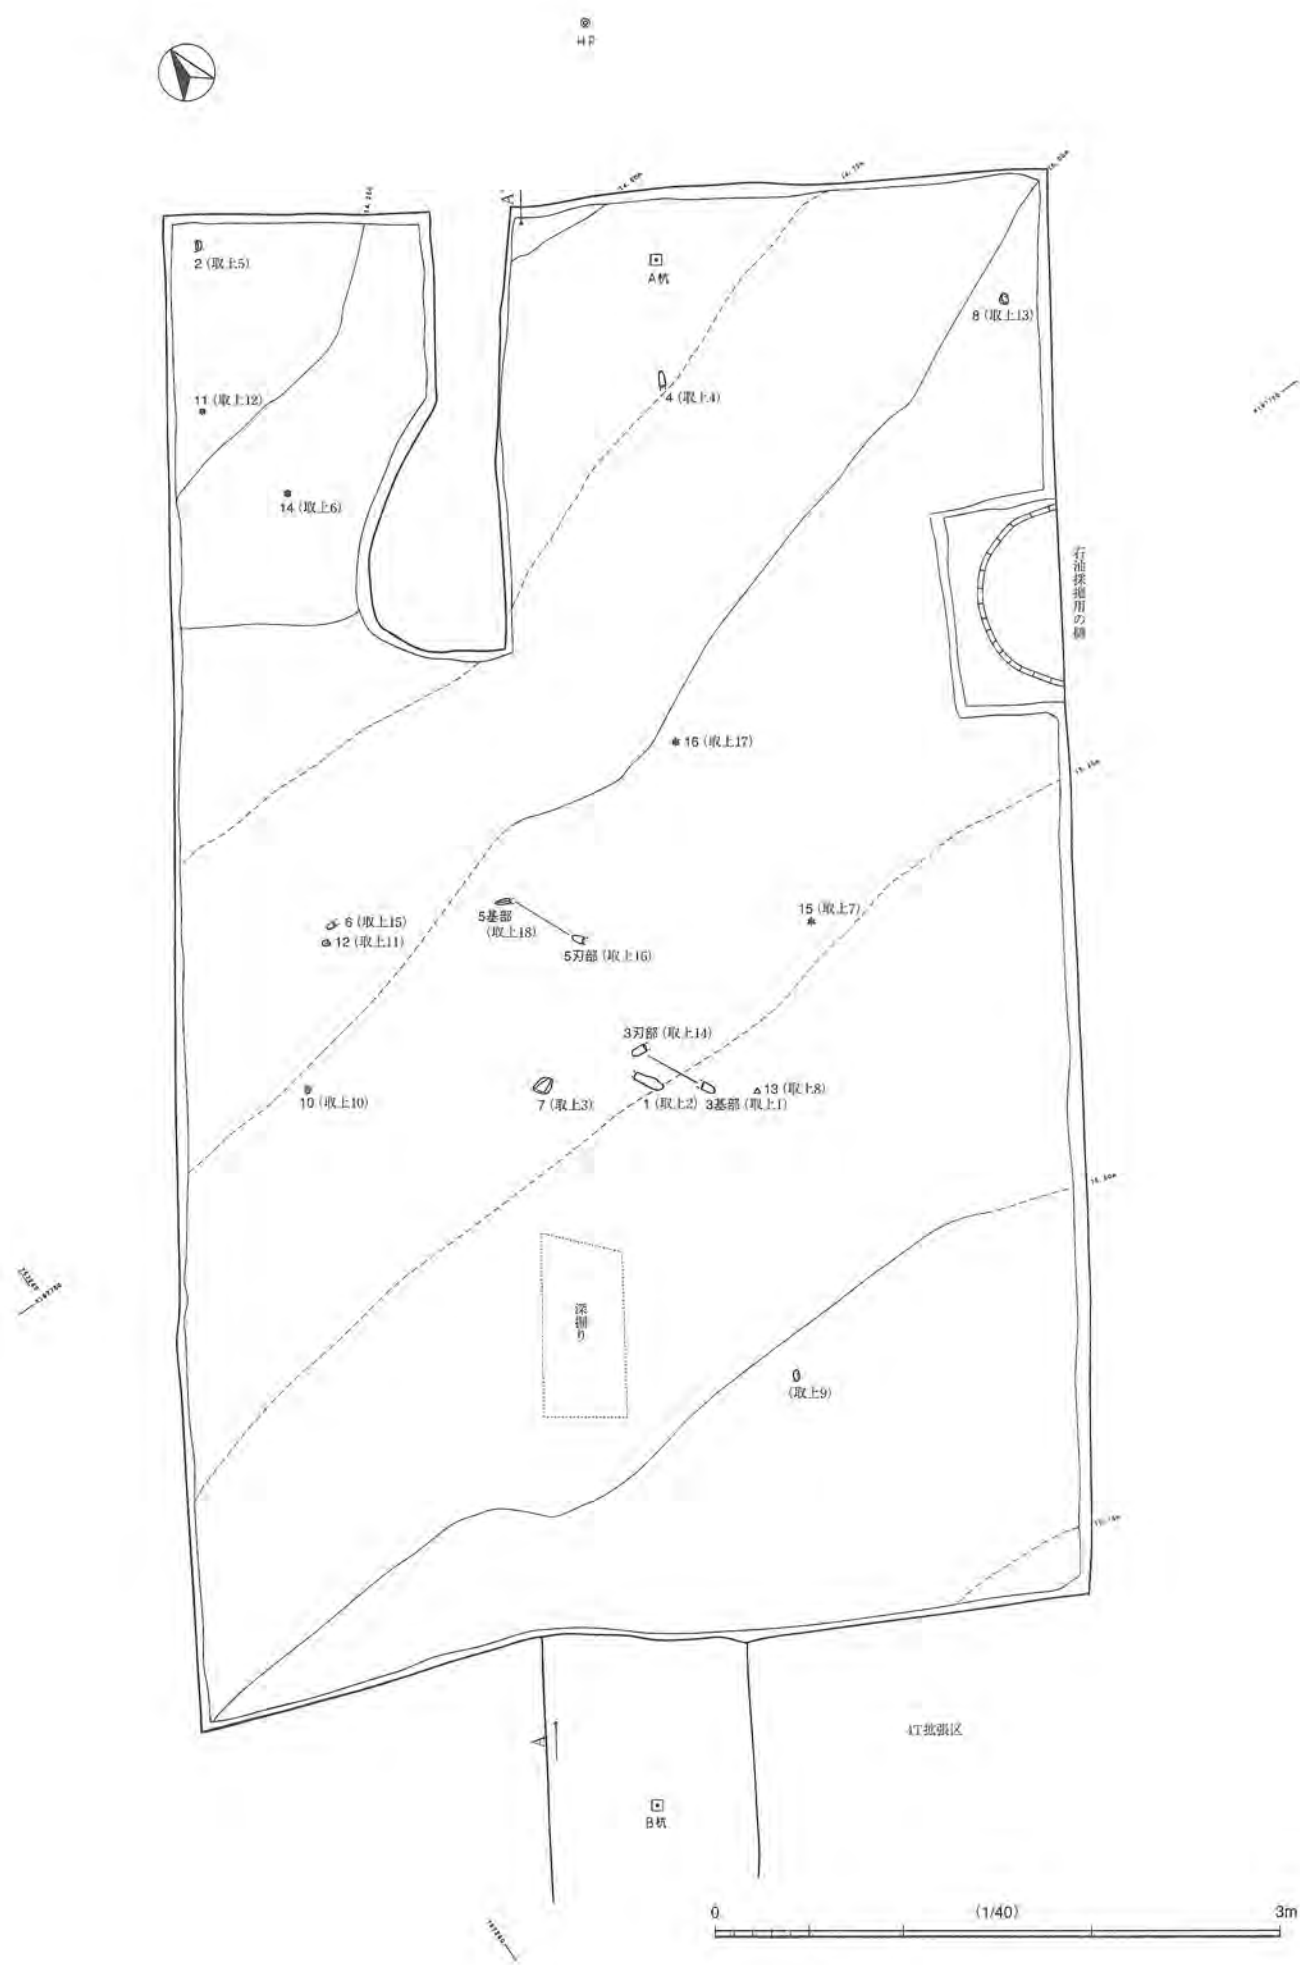 HP
A'
A杭
2 (取上5)
8 (取上13)
11 (取上12)
4 (取上4)
14 (取上6)
石油採掘用の樋
16 (取上17)
6 (取上15)
12 (取上11)
5基部
(取上18)
5刃部 (取上16)
15 (取上7)
3刃部 (取上14)
10 (取上10)
7 (取上3)
1 (取上2)
3基部 (取上1)
13 (取上8)
深掘り
(取上9)
4T拡張区
A
B杭
0
(1/40)
3m